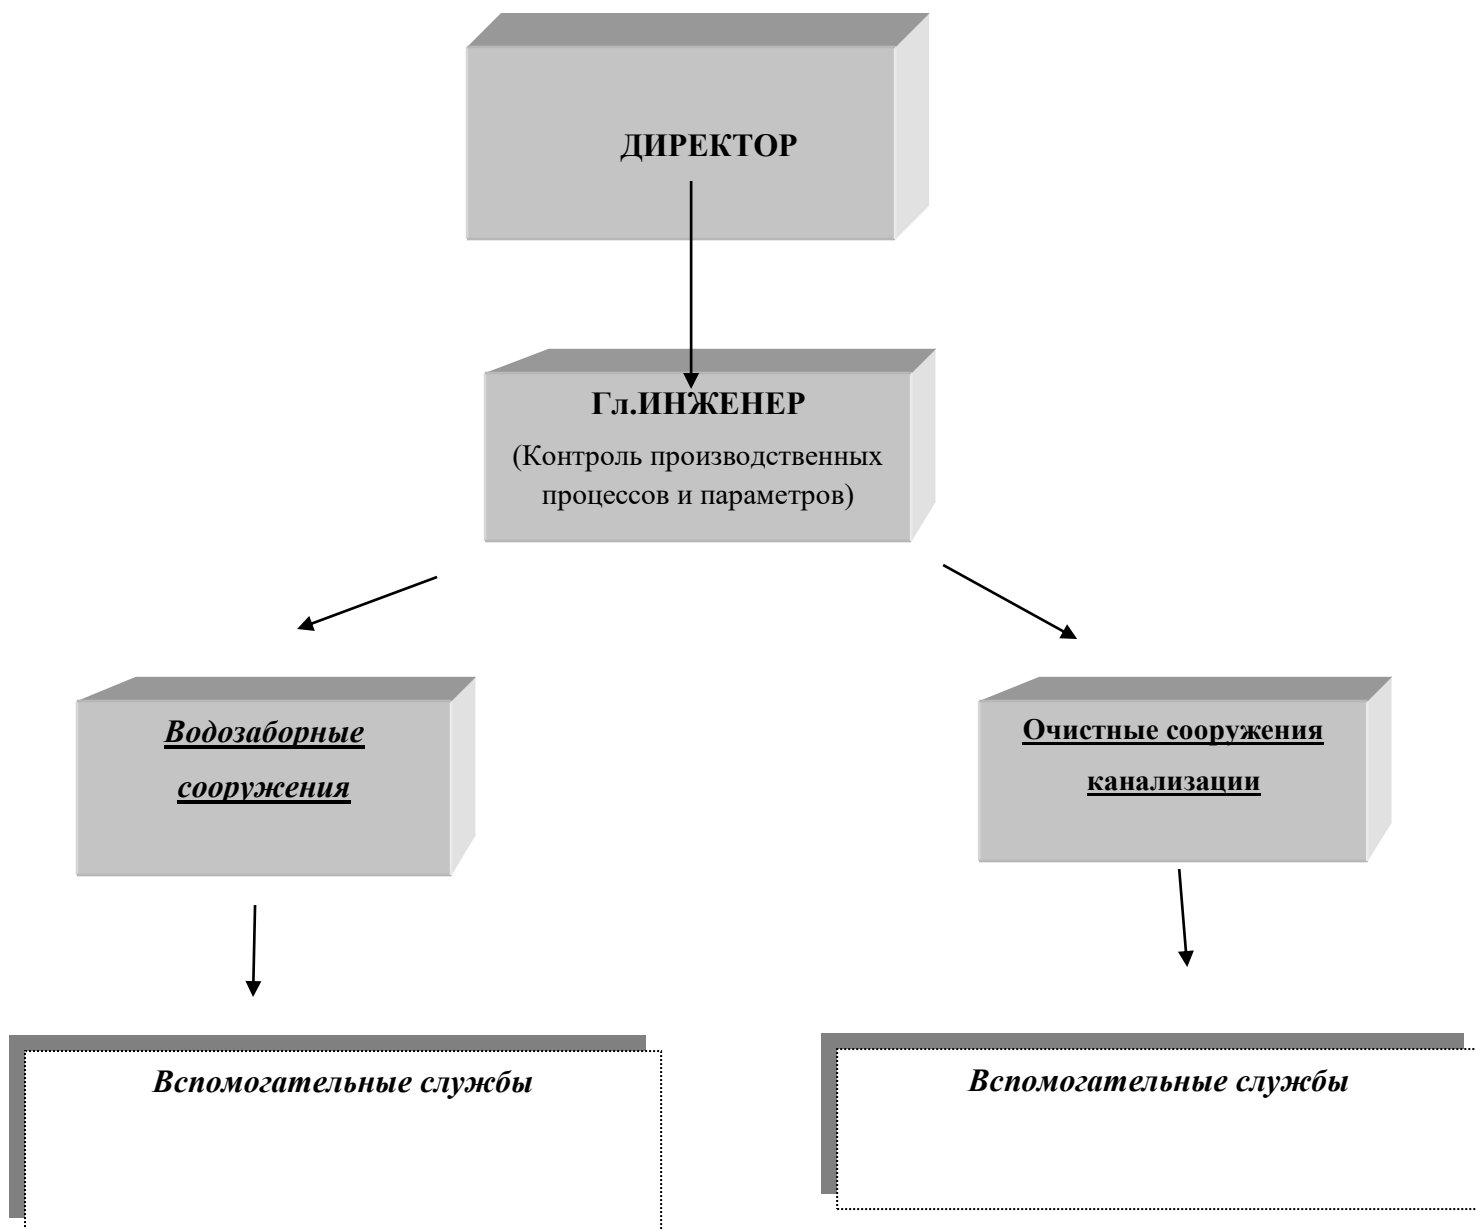 ДИРЕКТОР
Гл.ИНЖЕНЕР
(Контроль производственных
процессов и параметров)
Водозаборные
сооружения
Очистные сооружения
канализации
Вспомогательные службы
Вспомогательные службы